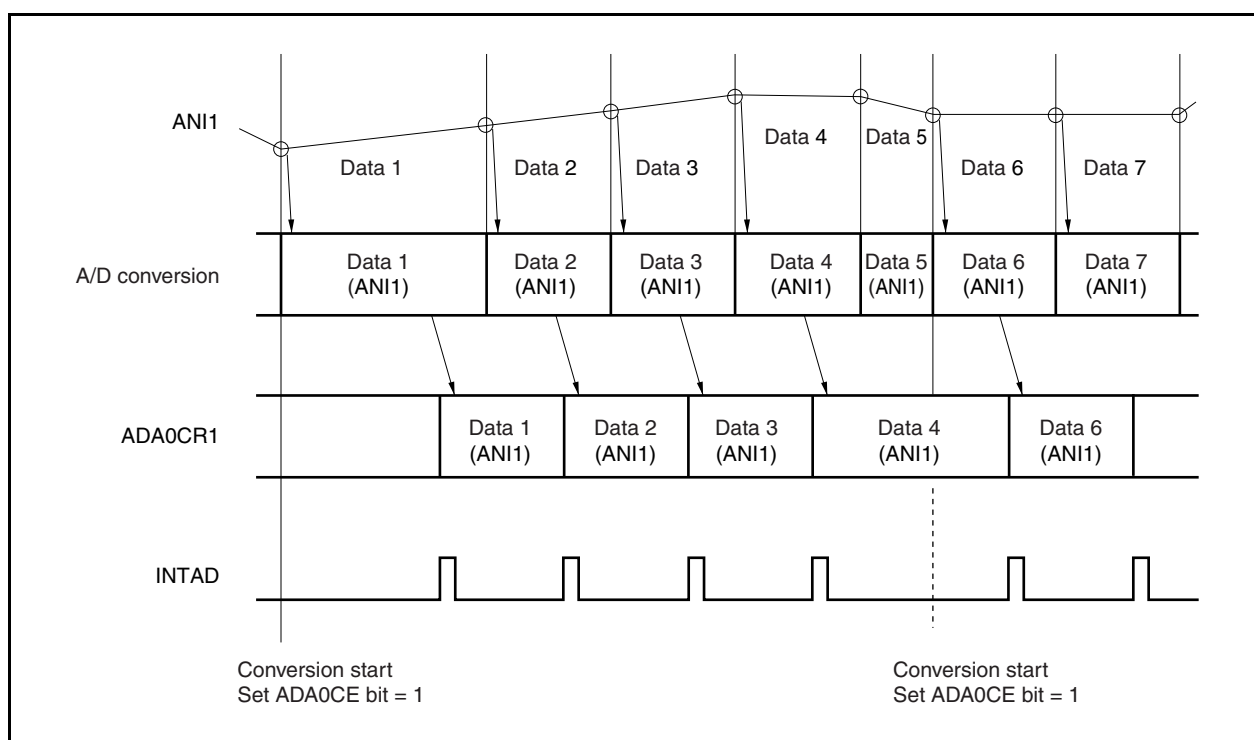 ANI1
Data 1
Data 2
Data 3
Data 4
Data 5
Data 6
Data 7
A/D conversion
Data 1
(ANI1)
Data 2
(ANI1)
Data 3
(ANI1)
Data 4
(ANI1)
Data 5
(ANI1)
Data 6
(ANI1)
Data 7
(ANI1)
ADA0CR1
Data 1
(ANI1)
Data 2
(ANI1)
Data 3
(ANI1)
Data 4
(ANI1)
Data 6
(ANI1)
INTAD
Conversion start
Set ADA0CE bit = 1
Conversion start
Set ADA0CE bit = 1